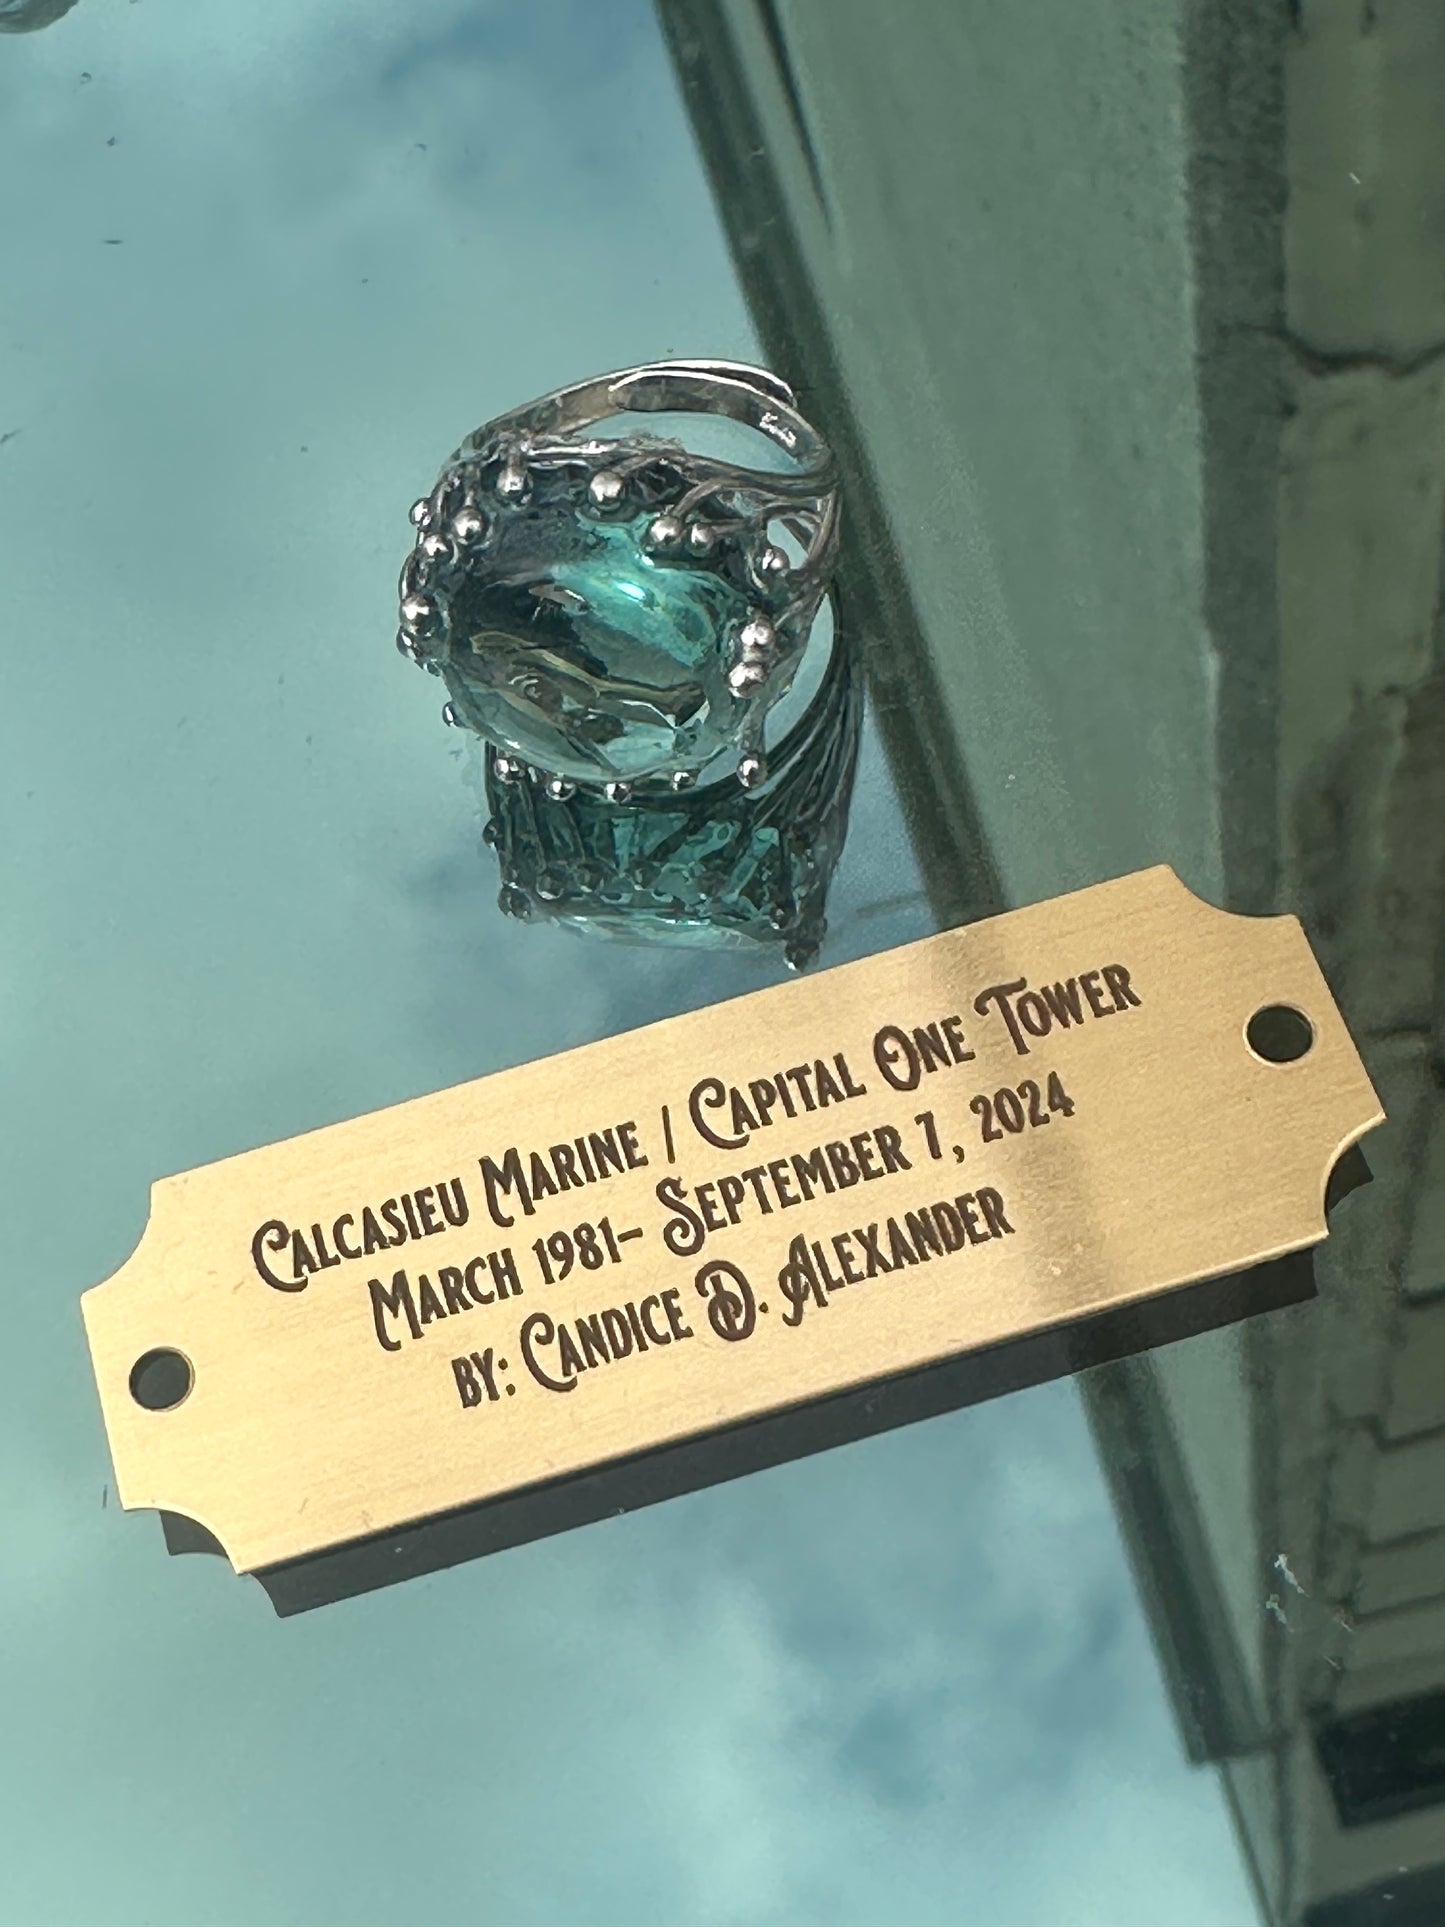 Calcasieu Marine / Capital One Tower
March 1981- September 7, 2024
by: Candice D. Alexander